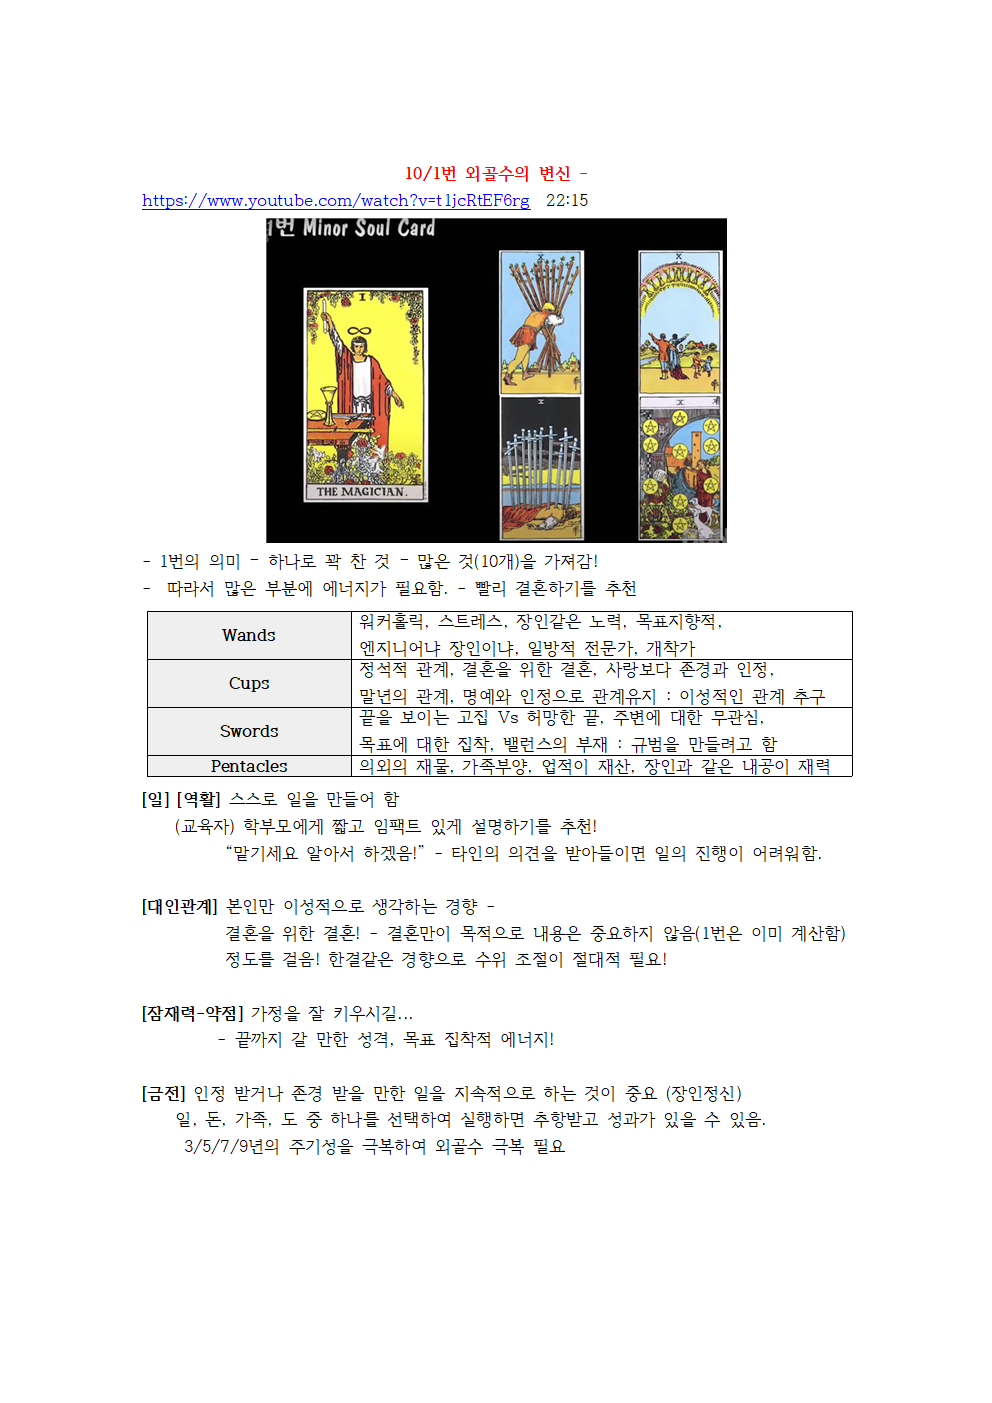 10/1번 외골수의 변신 -
https://www.youtube.com/watch?v=t1jcRtEF6rg 22:15
번 Minor Soul Card
I
THE MAGICIAN.
X
X
X
X
- 1번의 의미 - 하나로 꽉 찬 것 - 많은 것(10개)을 가져감!
- 따라서 많은 부분에 에너지가 필요함. - 빨리 결혼하기를 추천
Wands
워커홀릭, 스트레스, 장인같은 노력, 목표지향적,
엔지니어냐 장인이냐, 일방적 전문가, 개착가
Cups
정석적 관계, 결혼을 위한 결혼, 사랑보다 존경과 인정,
말년의 관계, 명예와 인정으로 관계유지 : 이성적인 관계 추구
Swords
끝을 보이는 고집 Vs 허망한 끝, 주변에 대한 무관심,
목표에 대한 집착, 밸런스의 부재 : 규범을 만들려고 함
Pentacles
의외의 재물, 가족부양, 업적이 재산, 장인과 같은 내공이 재력
[일] [역활] 스스로 일을 만들어 함
(교육자) 학부모에게 짧고 임팩트 있게 설명하기를 추천!
“맡기세요 알아서 하겠음!” - 타인의 의견을 받아들이면 일의 진행이 어려워함.
[대인관계] 본인만 이성적으로 생각하는 경향 -
결혼을 위한 결혼! - 결혼만이 목적으로 내용은 중요하지 않음(1번은 이미 계산함)
정도를 걸음! 한결같은 경향으로 수위 조절이 절대적 필요!
[잠재력-약점] 가정을 잘 키우시길...
- 끝까지 갈 만한 성격, 목표 집착적 에너지!
[금전] 인정 받거나 존경 받을 만한 일을 지속적으로 하는 것이 중요 (장인정신)
일, 돈, 가족, 도 중 하나를 선택하여 실행하면 추항받고 성과가 있을 수 있음.
3/5/7/9년의 주기성을 극복하여 외골수 극복 필요